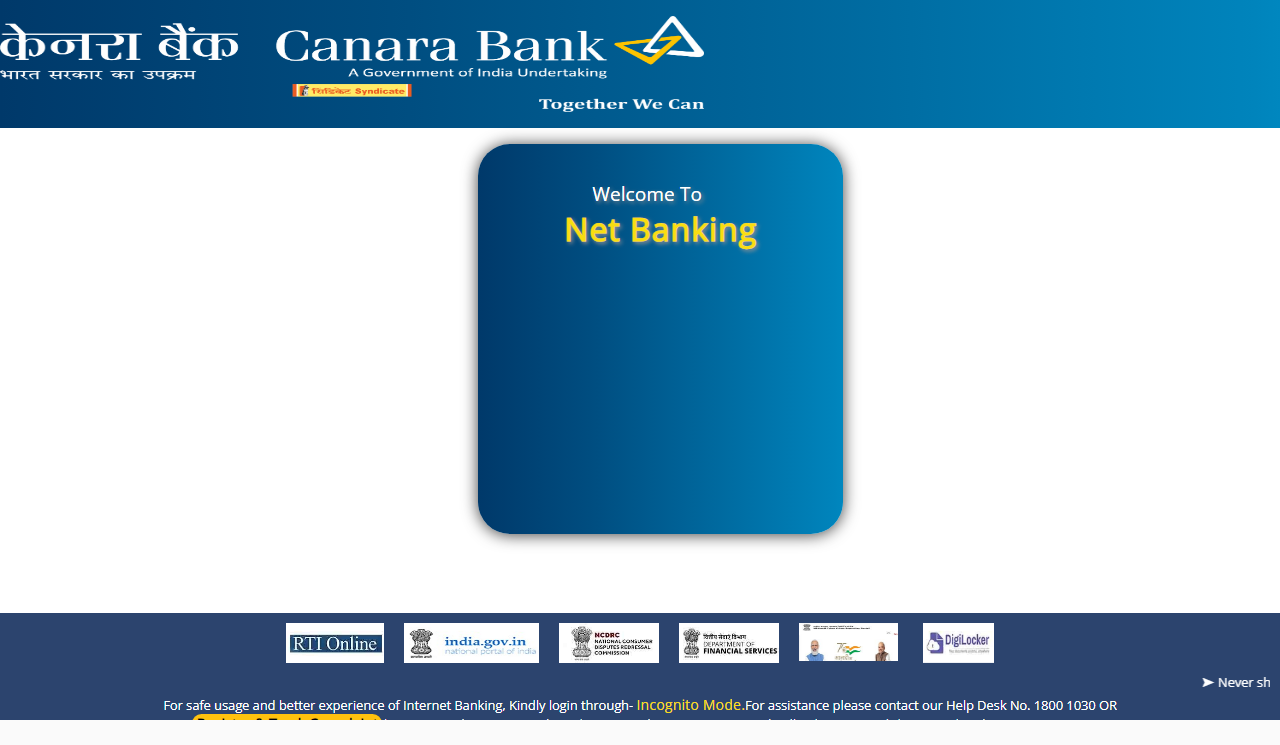 केनरा बैंक Canara Bank
भारत सरकार का उपक्रम A Government of India Undertaking
सिंडिकेट Syndicate
Together We Can
Welcome To
Net Banking
RTI Online
india.gov.in
national portal of india
NCDRC
NATIONAL CONSUMER
DISPUTES REDRESSAL
COMMISSION
वित्तीय सेवाएं विभाग
DEPARTMENT OF
FINANCIAL SERVICES
DigiLocker
➤ Never sh
For safe usage and better experience of Internet Banking, Kindly login through- Incognito Mode.For assistance please contact our Help Desk No. 1800 1030 OR
Register & Track Complaint